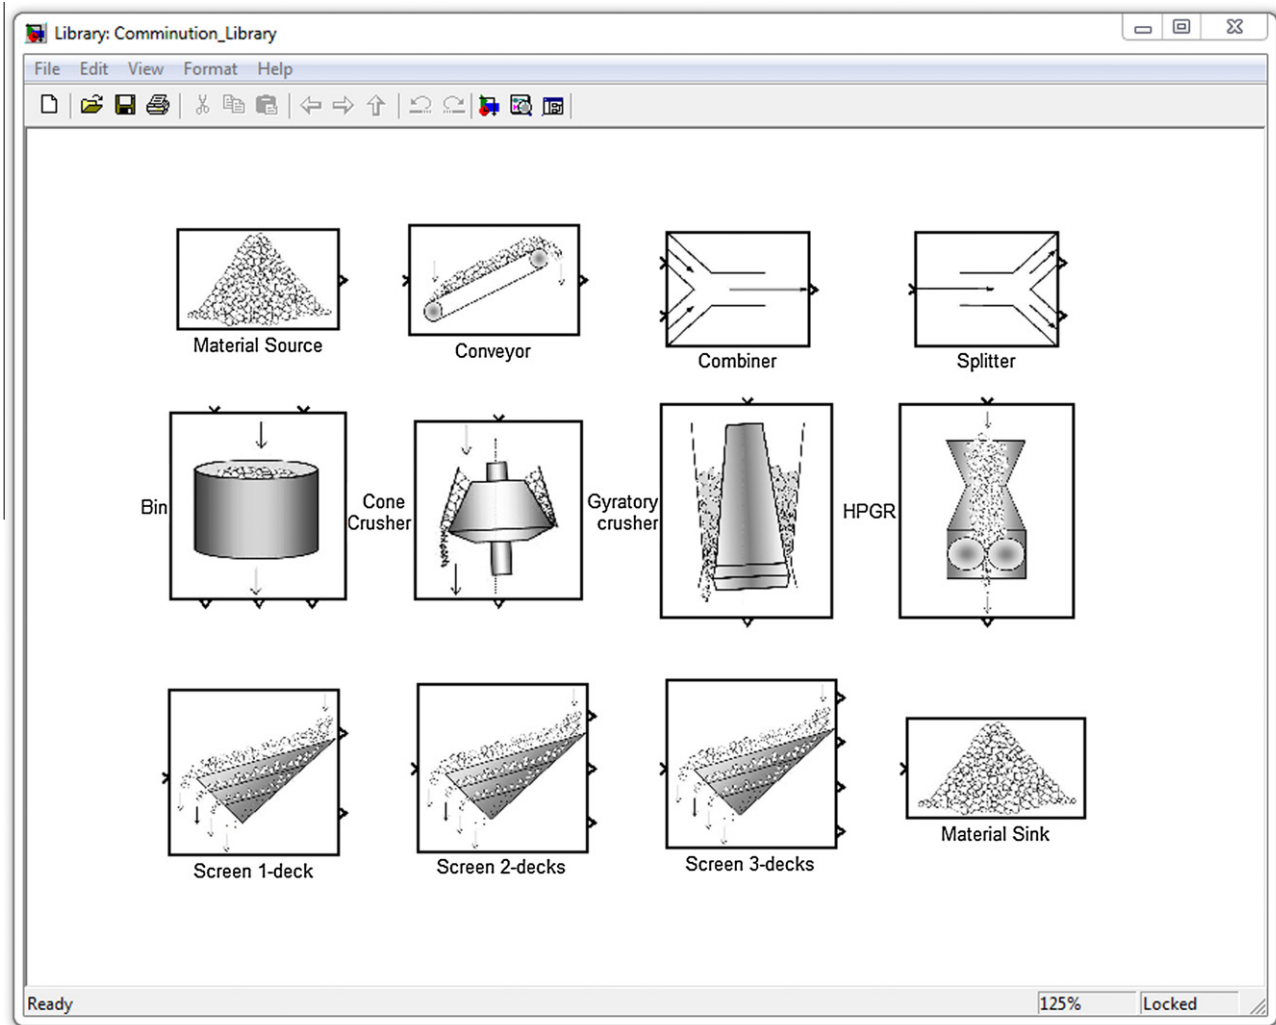 Library: Comminution_Library
File Edit View Format Help
Material Source
Conveyor
Combiner
Splitter
Bin
Cone
Crusher
Gyratory
crusher
HPGR
Screen 1-deck
Screen 2-decks
Screen 3-decks
Material Sink
Ready
125%
Locked